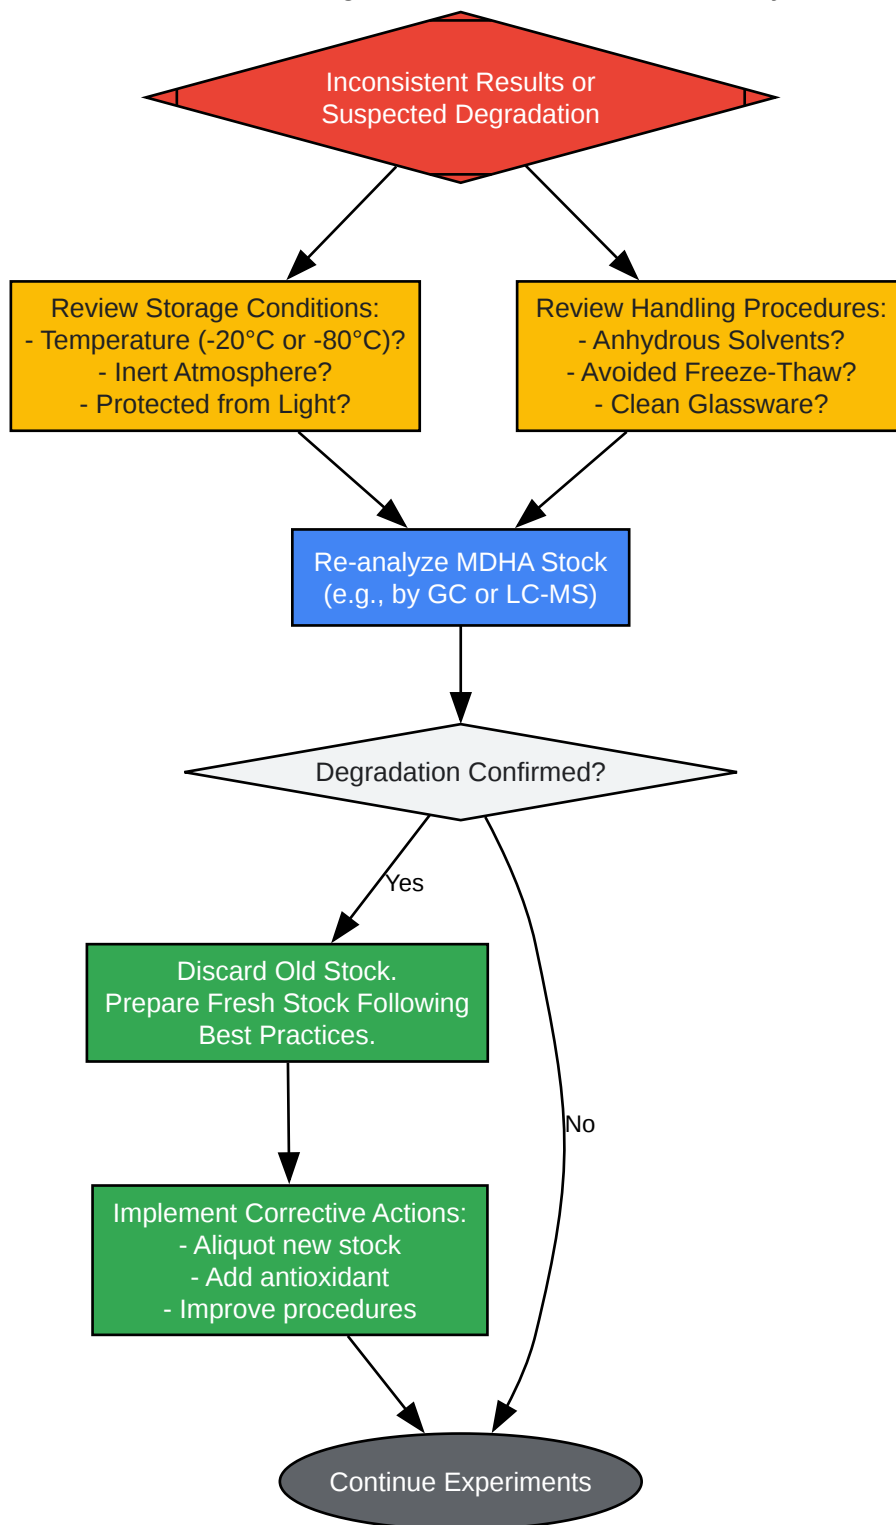 Inconsistent Results or
Suspected Degradation
Review Storage Conditions:
- Temperature (-20°C or -80°C)?
- Inert Atmosphere?
- Protected from Light?
Review Handling Procedures:
- Anhydrous Solvents?
- Avoided Freeze-Thaw?
- Clean Glassware?
Re-analyze MDHA Stock
(e.g., by GC or LC-MS)
Degradation Confirmed?
Yes
Discard Old Stock.
Prepare Fresh Stock Following
Best Practices.
No
Implement Corrective Actions:
- Aliquot new stock
- Add antioxidant
- Improve procedures
Continue Experiments